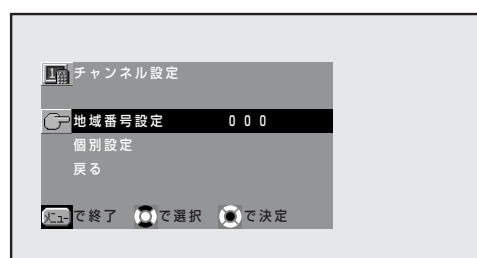 1 チャンネル設定
地域番号設定 000
個別設定
戻る
メニューで終了 で選択 で決定